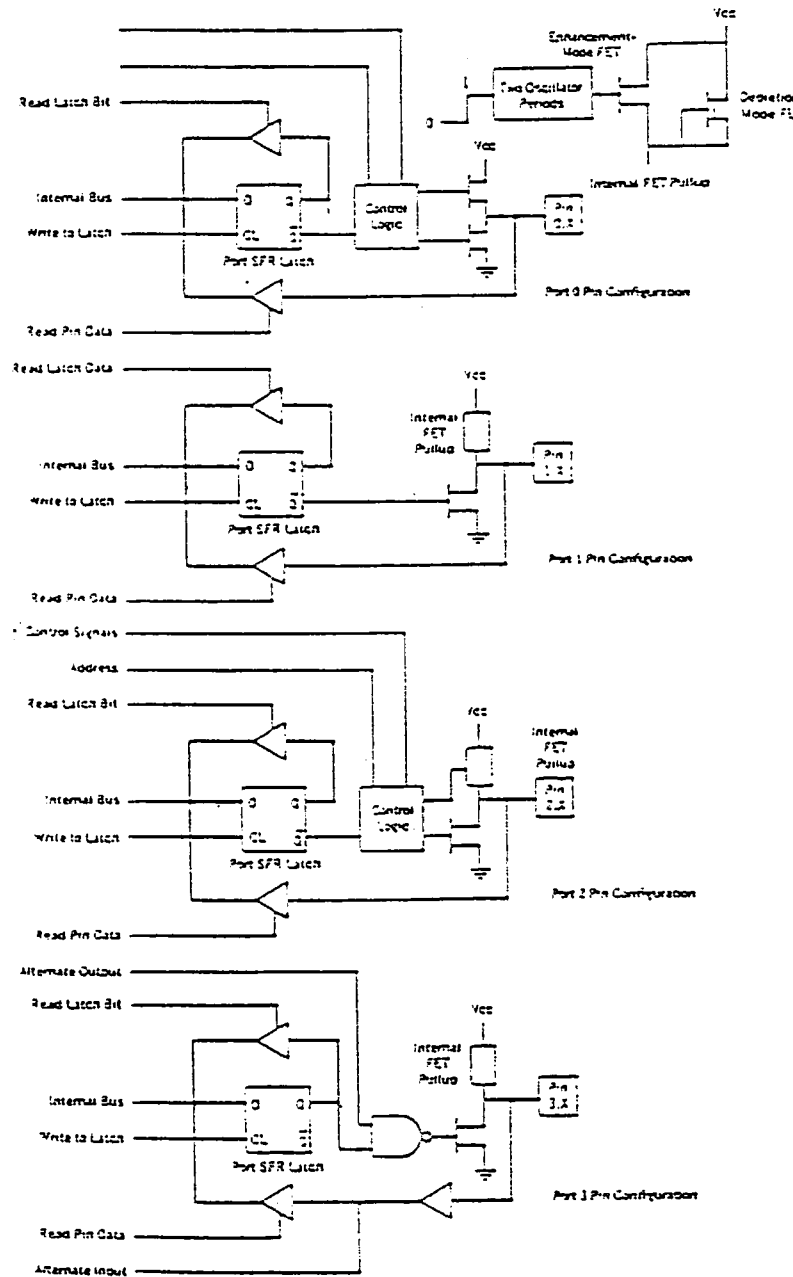 Vcc
Enhancement-
Mode FET
Read Latch Bit
Two Oscillator
Periods
Depletion
Mode FE
Q
Vcc
Internal FET Pullup
Internal Bus
D Q
Control
Logic
Pin
0.X
Write to Latch
CL Q
Port SFR Latch
Port 0 Pin Configuration
Read Pin Data
Read Latch Data
Vcc
Internal
FET
Pullup
Internal Bus
D Q
Pin
1.X
Write to Latch
CL Q
Port SFR Latch
Port 1 Pin Configuration
Read Pin Data
Control Signals
Address
Read Latch Bit
Vcc
Internal
FET
Pullup
Internal Bus
D Q
Control
Logic
Pin
2.X
Write to Latch
CL Q
Port SFR Latch
Port 2 Pin Configuration
Read Pin Data
Alternate Output
Read Latch Bit
Vcc
Internal
FET
Pullup
Internal Bus
D Q
Pin
3.X
Write to Latch
CL Q
Port SFR Latch
Port 3 Pin Configuration
Read Pin Data
Alternate Input